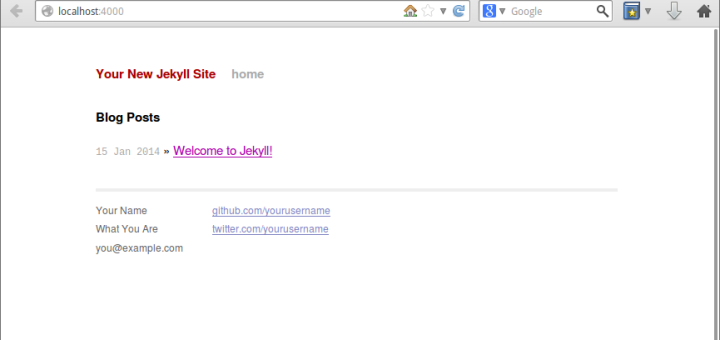 localhost:4000
Google
Your New Jekyll Site home
Blog Posts
15 Jan 2014 » Welcome to Jekyll!
Your Name github.com/yourusername
What You Are twitter.com/yourusername
you@example.com